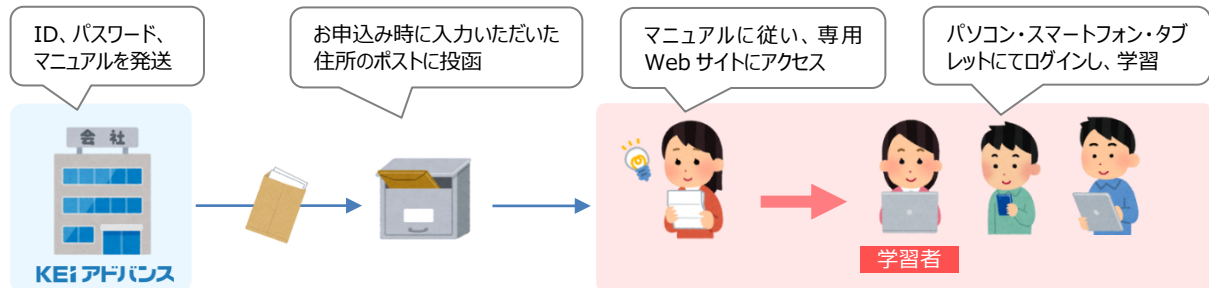 ID、パスワード、
マニュアルを発送
お申込み時に入力いただいた
住所のポストに投函
マニュアルに従い、専用
Web サイトにアクセス
パソコン・スマートフォン・タブ
レットにてログインし、学習
会社
KEIアドバンス
学習者